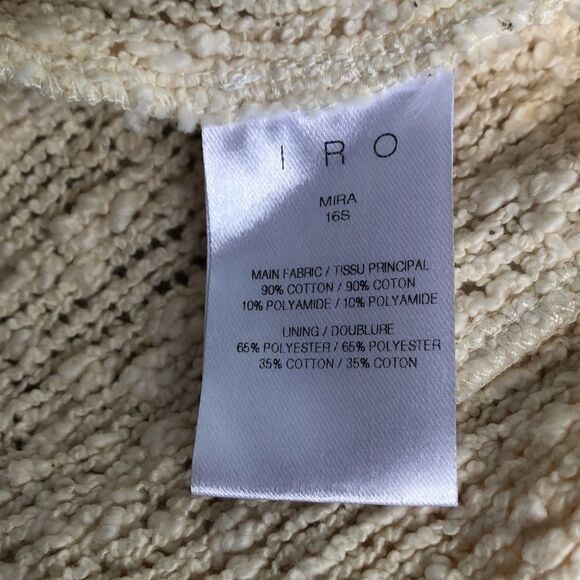 IRO
MIRA
16S
MAIN FABRIC / TISSU PRINCIPAL
90% COTTON / 90% COTON
10% POLYAMIDE / 10% POLYAMIDE
LINING / DOUBLURE
65% POLYESTER / 65% POLYESTER
35% COTTON / 35% COTON